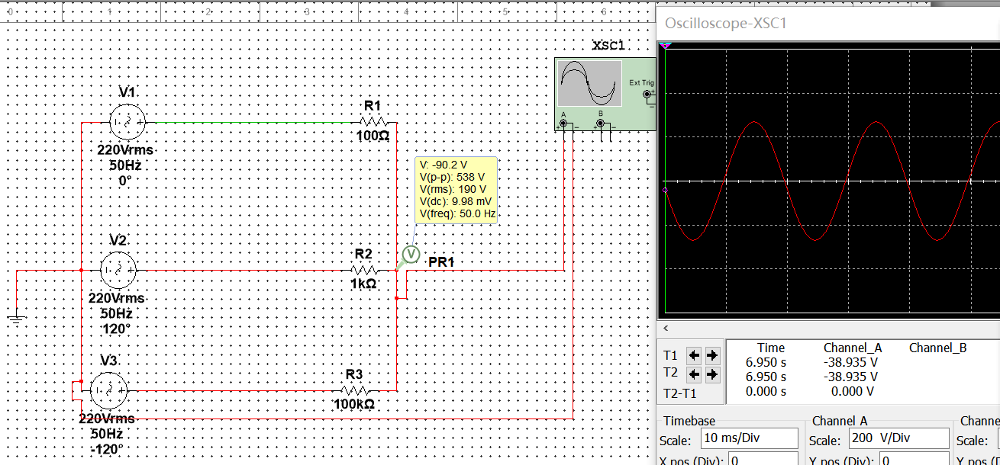 0 1 2 3 4 5 6
Oscilloscope-XSC1
XSC1
Ext Trig
+
−
A
B
+ − + −
V1
220Vrms
50Hz
0°
R1
100Ω
V: -90.2 V
V(p-p): 538 V
V(rms): 190 V
V(dc): 9.98 mV
V(freq): 50.0 Hz
V
PR1
V2
220Vrms
50Hz
120°
R2
1kΩ
V3
220Vrms
50Hz
-120°
R3
100kΩ
T1
T2
T2-T1
Time Channel_A Channel_B
6.950 s -38.935 V
6.950 s -38.935 V
0.000 s 0.000 V
Timebase
Scale: 10 ms/Div
X pos (Div): 0
Channel A
Scale: 200 V/Div
Y pos (Div): 0
Channe
Scale: